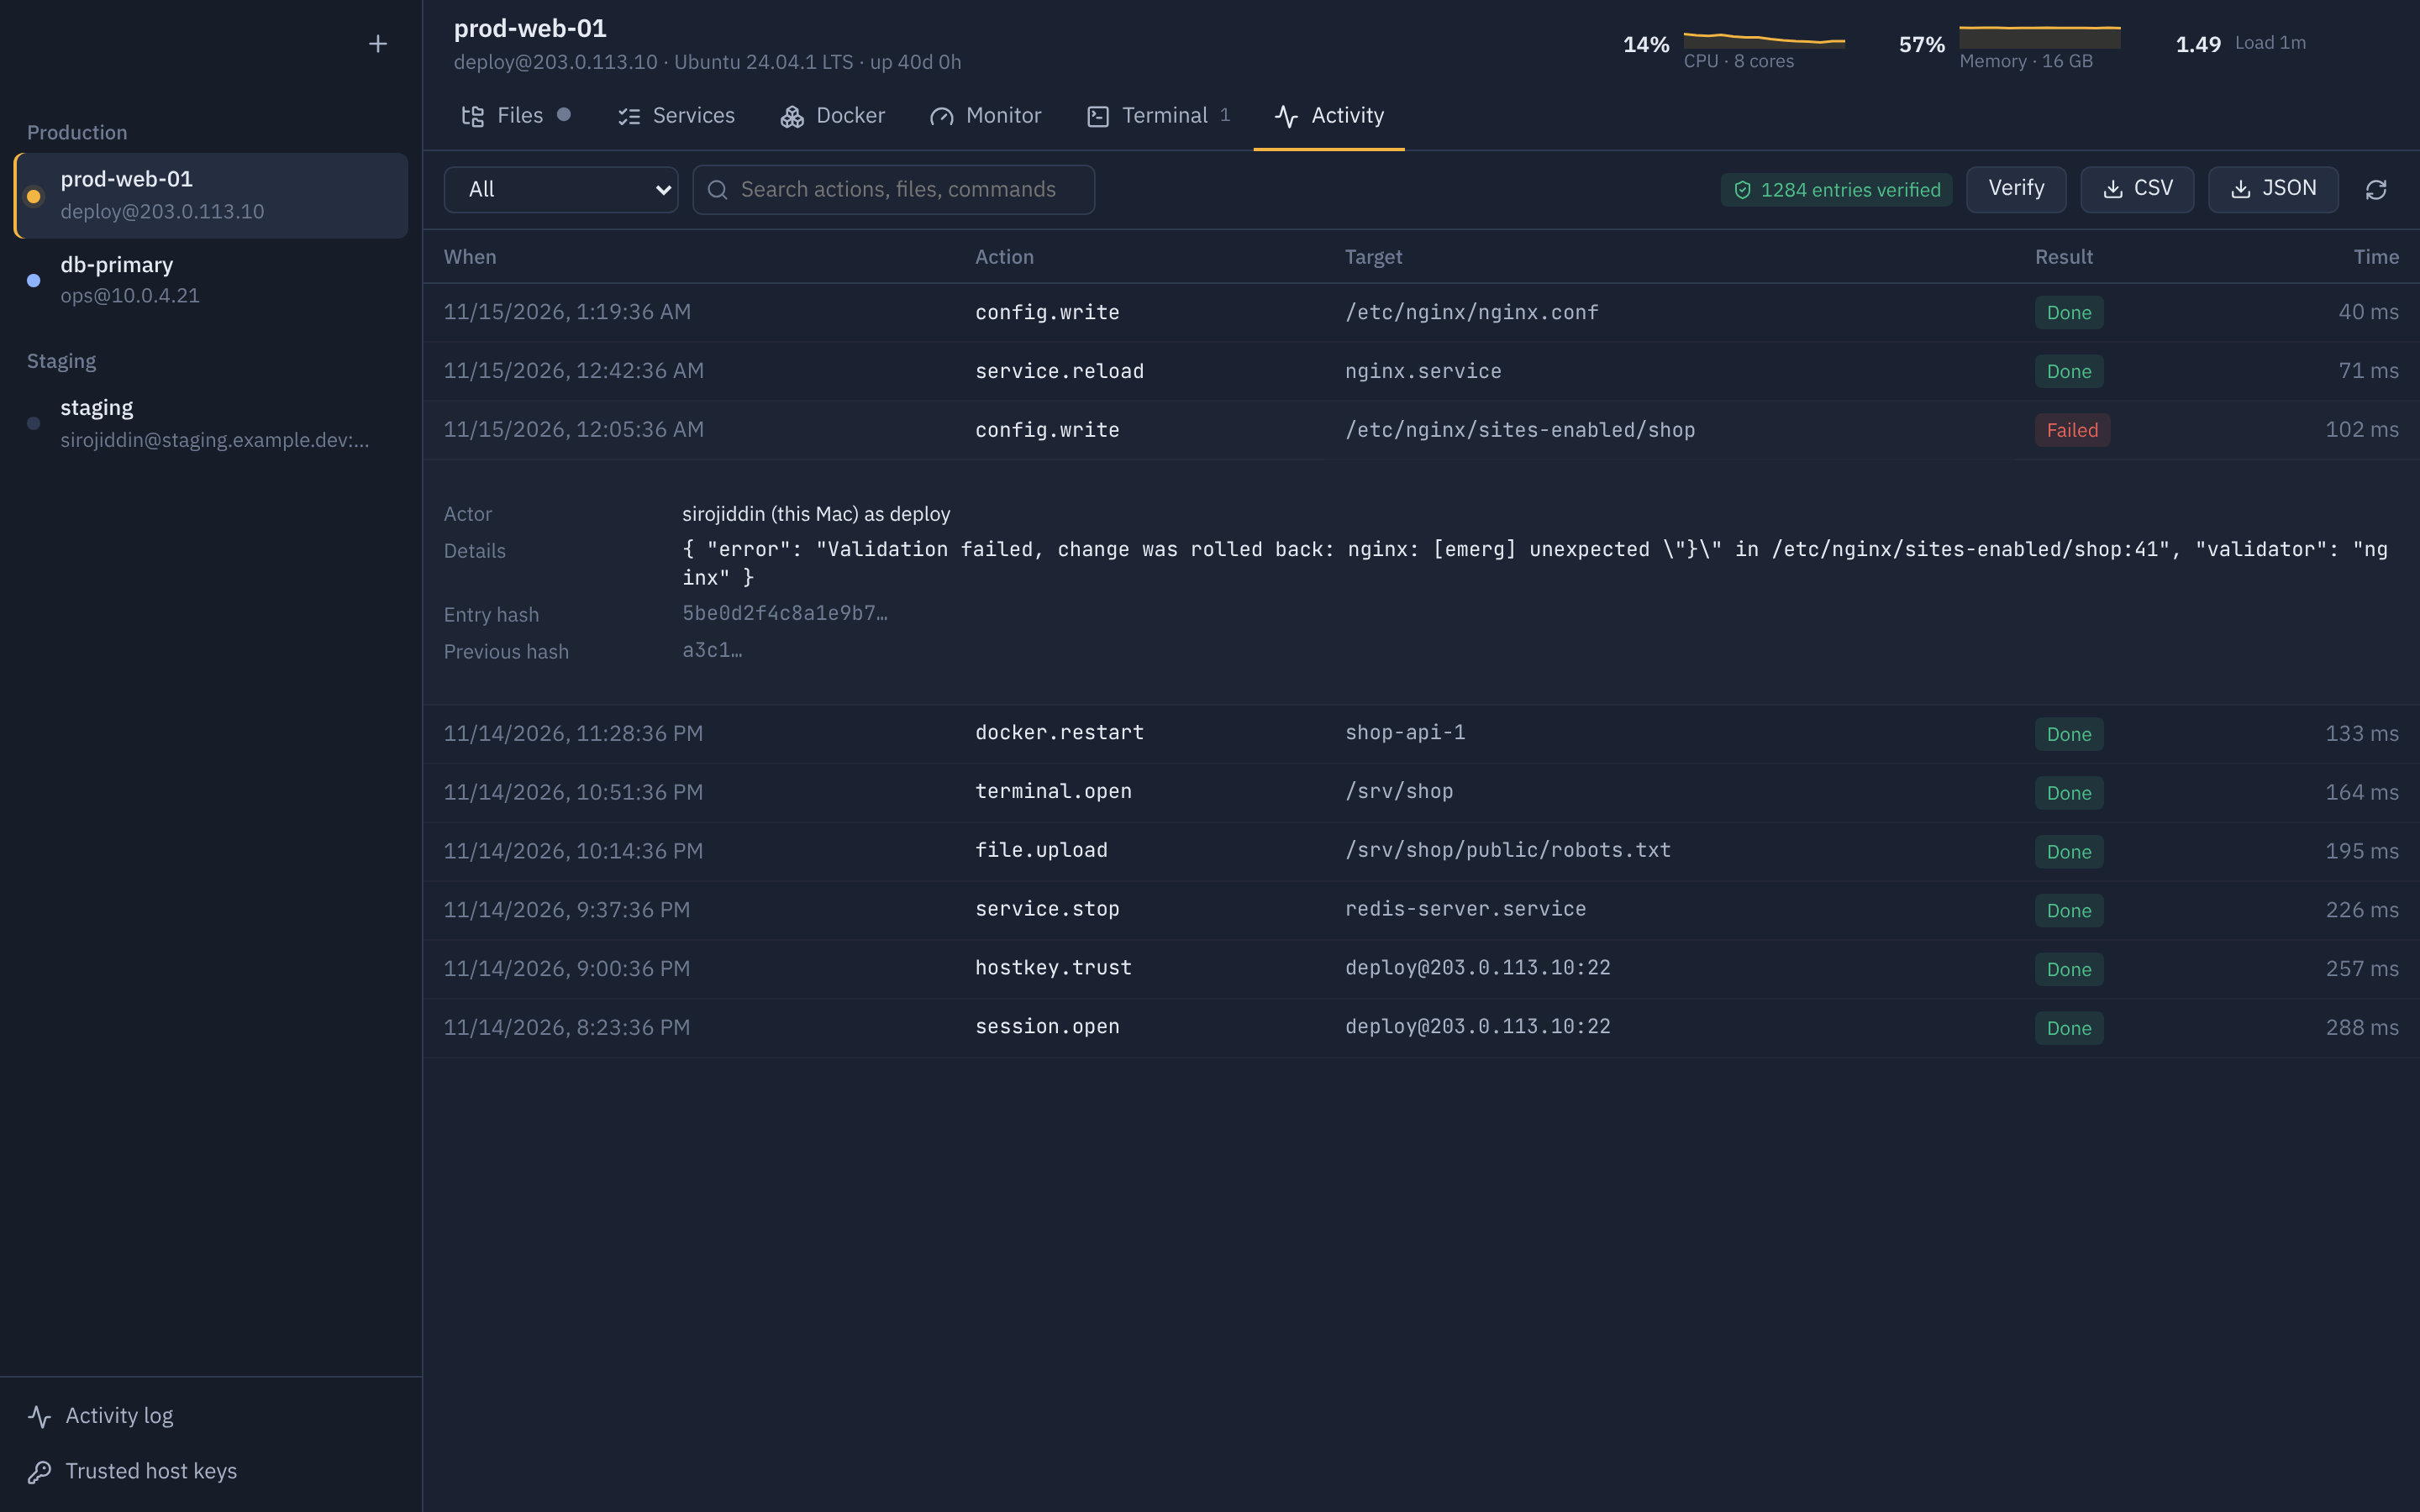 Production
prod-web-01
deploy@203.0.113.10
db-primary
ops@10.0.4.21
Staging
staging
sirojiddin@staging.example.dev:...
Activity log
Trusted host keys
prod-web-01
deploy@203.0.113.10 · Ubuntu 24.04.1 LTS · up 40d 0h
14% CPU · 8 cores
57% Memory · 16 GB
1.49 Load 1m
Files Services Docker Monitor Terminal 1 Activity
All Search actions, files, commands 1284 entries verified Verify CSV JSON
When Action Target Result Time
11/15/2026, 1:19:36 AM config.write /etc/nginx/nginx.conf Done 40 ms
11/15/2026, 12:42:36 AM service.reload nginx.service Done 71 ms
11/15/2026, 12:05:36 AM config.write /etc/nginx/sites-enabled/shop Failed 102 ms
Actor sirojiddin (this Mac) as deploy
Details { "error": "Validation failed, change was rolled back: nginx: [emerg] unexpected \"}\" in /etc/nginx/sites-enabled/shop:41", "validator": "ng
inx" }
Entry hash 5be0d2f4c8a1e9b7…
Previous hash a3c1…
11/14/2026, 11:28:36 PM docker.restart shop-api-1 Done 133 ms
11/14/2026, 10:51:36 PM terminal.open /srv/shop Done 164 ms
11/14/2026, 10:14:36 PM file.upload /srv/shop/public/robots.txt Done 195 ms
11/14/2026, 9:37:36 PM service.stop redis-server.service Done 226 ms
11/14/2026, 9:00:36 PM hostkey.trust deploy@203.0.113.10:22 Done 257 ms
11/14/2026, 8:23:36 PM session.open deploy@203.0.113.10:22 Done 288 ms